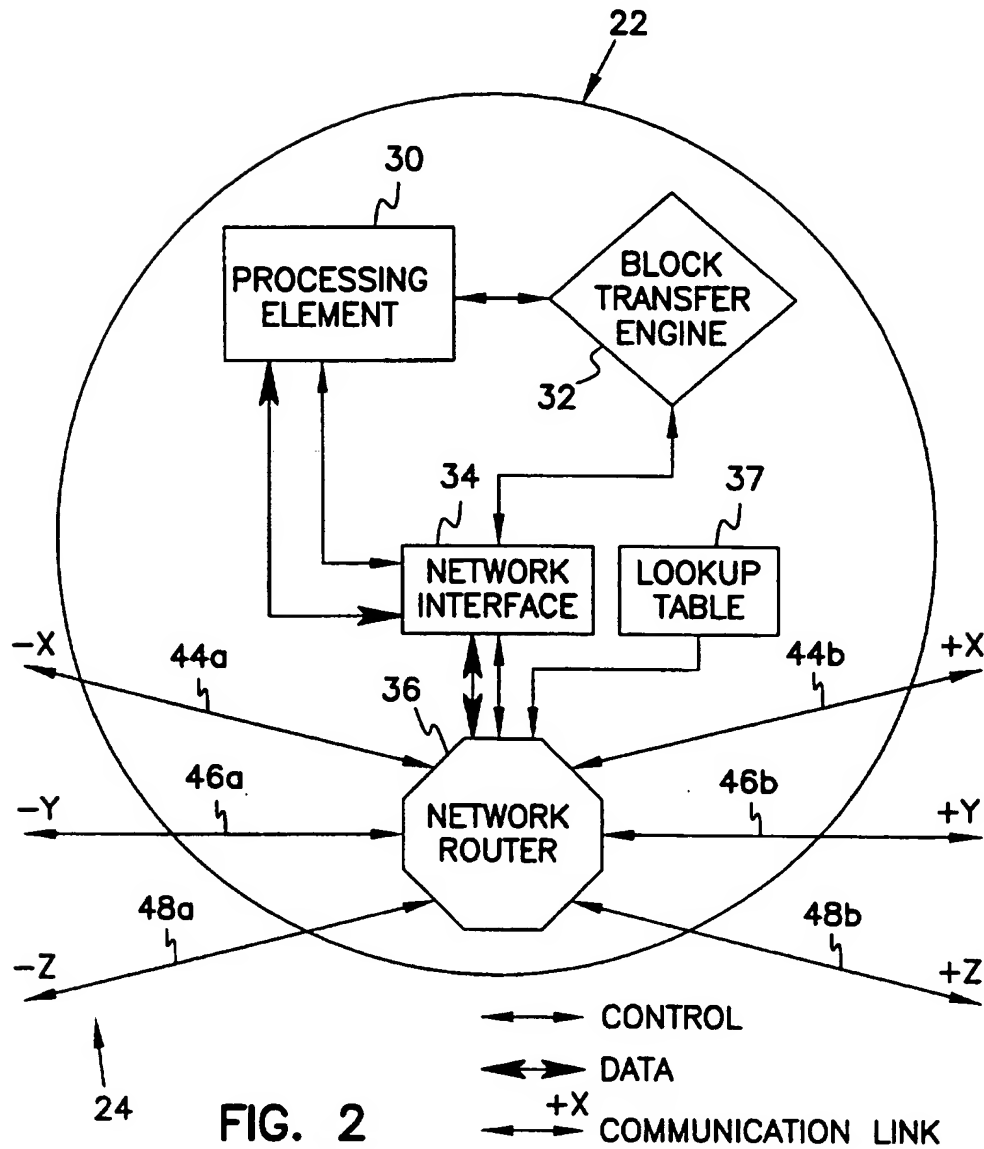 22
30
PROCESSING
ELEMENT
BLOCK
TRANSFER
ENGINE
32
34
37
NETWORK
INTERFACE
LOOKUP
TABLE
-X
44a
36
44b
+X
-Y
46a
NETWORK
ROUTER
46b
+Y
-Z
48a
48b
+Z
CONTROL
DATA
+X
COMMUNICATION LINK
24
FIG. 2